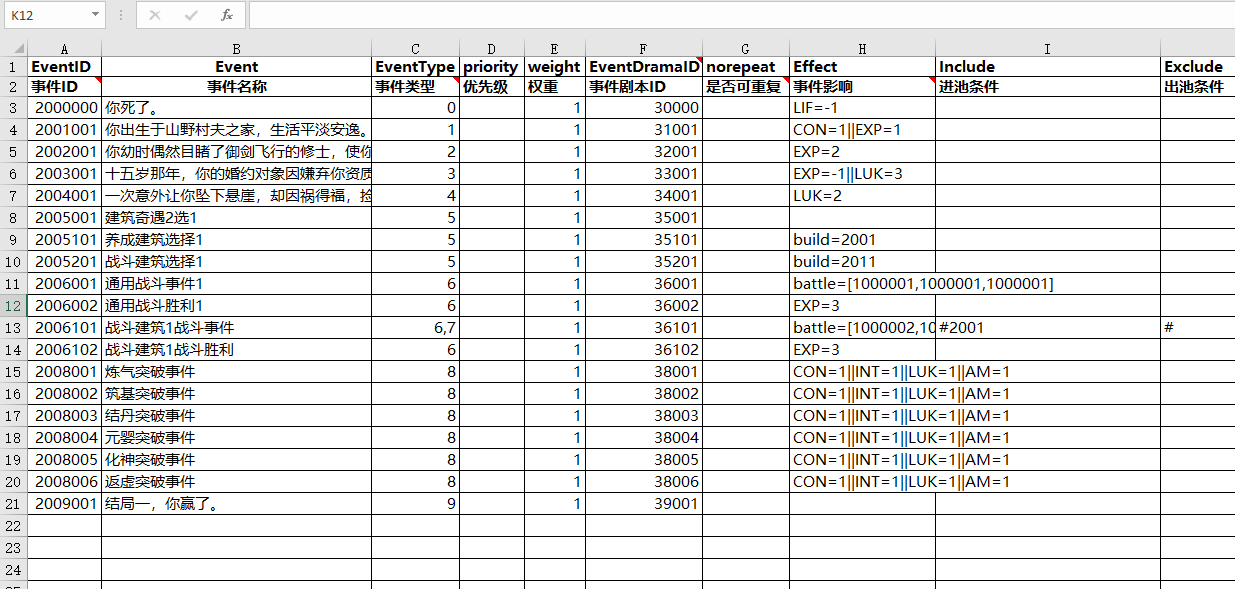 K12 fx
A B C D E F G H I
1 EventID Event EventType priority weight EventDramaID norepeat Effect Include Exclude
2 事件ID 事件名称 事件类型 优先级 权重 事件剧本ID 是否可重复 事件影响 进池条件 出池条件
3 2000000 你死了。 0 1 30000 LIF=-1
4 2001001 你出生于山野村夫之家，生活平淡安逸。 1 1 31001 CON=1||EXP=1
5 2002001 你幼时偶然目睹了御剑飞行的修士，使你 2 1 32001 EXP=2
6 2003001 十五岁那年，你的婚约对象因嫌弃你资质 3 1 33001 EXP=-1||LUK=3
7 2004001 一次意外让你坠下悬崖，却因祸得福，捡 4 1 34001 LUK=2
8 2005001 建筑奇遇2选1 5 1 35001
9 2005101 养成建筑选择1 5 1 35101 build=2001
10 2005201 战斗建筑选择1 5 1 35201 build=2011
11 2006001 通用战斗事件1 6 1 36001 battle=[1000001,1000001,1000001]
12 2006002 通用战斗胜利1 6 1 36002 EXP=3
13 2006101 战斗建筑1战斗事件 6,7 1 36101 battle=[1000002,10 #2001 #
14 2006102 战斗建筑1战斗胜利 6 1 36102 EXP=3
15 2008001 炼气突破事件 8 1 38001 CON=1||INT=1||LUK=1||AM=1
16 2008002 筑基突破事件 8 1 38002 CON=1||INT=1||LUK=1||AM=1
17 2008003 结丹突破事件 8 1 38003 CON=1||INT=1||LUK=1||AM=1
18 2008004 元婴突破事件 8 1 38004 CON=1||INT=1||LUK=1||AM=1
19 2008005 化神突破事件 8 1 38005 CON=1||INT=1||LUK=1||AM=1
20 2008006 返虚突破事件 8 1 38006 CON=1||INT=1||LUK=1||AM=1
21 2009001 结局一，你赢了。 9 1 39001
22
23
24